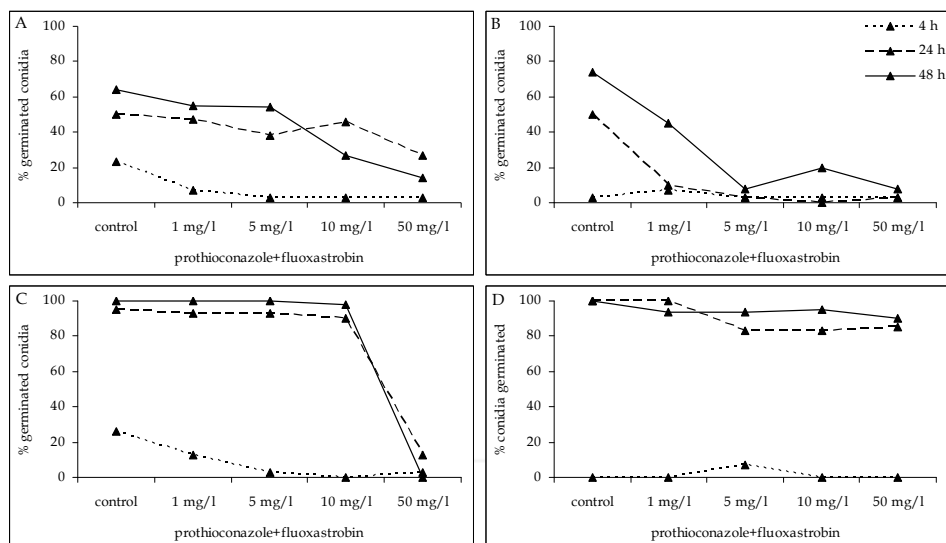 A
% germinated conidia
100
80
60
40
20
0
control 1 mg/l 5 mg/l 10 mg/l 50 mg/l
prothioconazole+fluoxastrobin
B
% germinated conidia
100
80
60
40
20
0
control 1 mg/l 5 mg/l 10 mg/l 50 mg/l
prothioconazole+fluoxastrobin
4 h
24 h
48 h
C
% germinated conidia
100
80
60
40
20
0
control 1 mg/l 5 mg/l 10 mg/l 50 mg/l
prothioconazole+fluoxastrobin
D
% conidia germinated
100
80
60
40
20
0
control 1 mg/l 5 mg/l 10 mg/l 50 mg/l
prothioconazole+fluoxastrobin